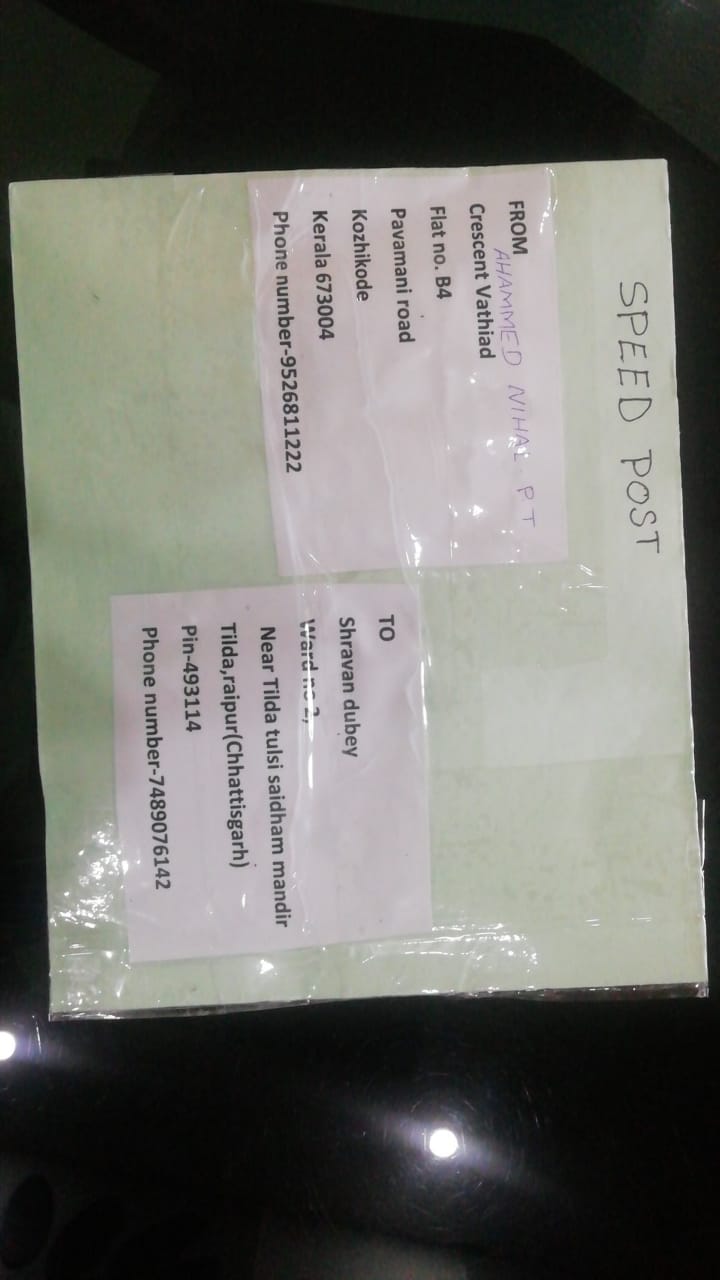 SPEED POST
FROM
AHAMMED NIHAL PT
Crescent Vathiad
Flat no. B4
Pavamani road
Kozhikode
Kerala 673004
Phone number-9526811222
TO
Shravan dubey
Ward no 2,
Near Tilda tulsi saidham mandir
Tilda,raipur(Chhattisgarh)
Pin-493114
Phone number-7489076142